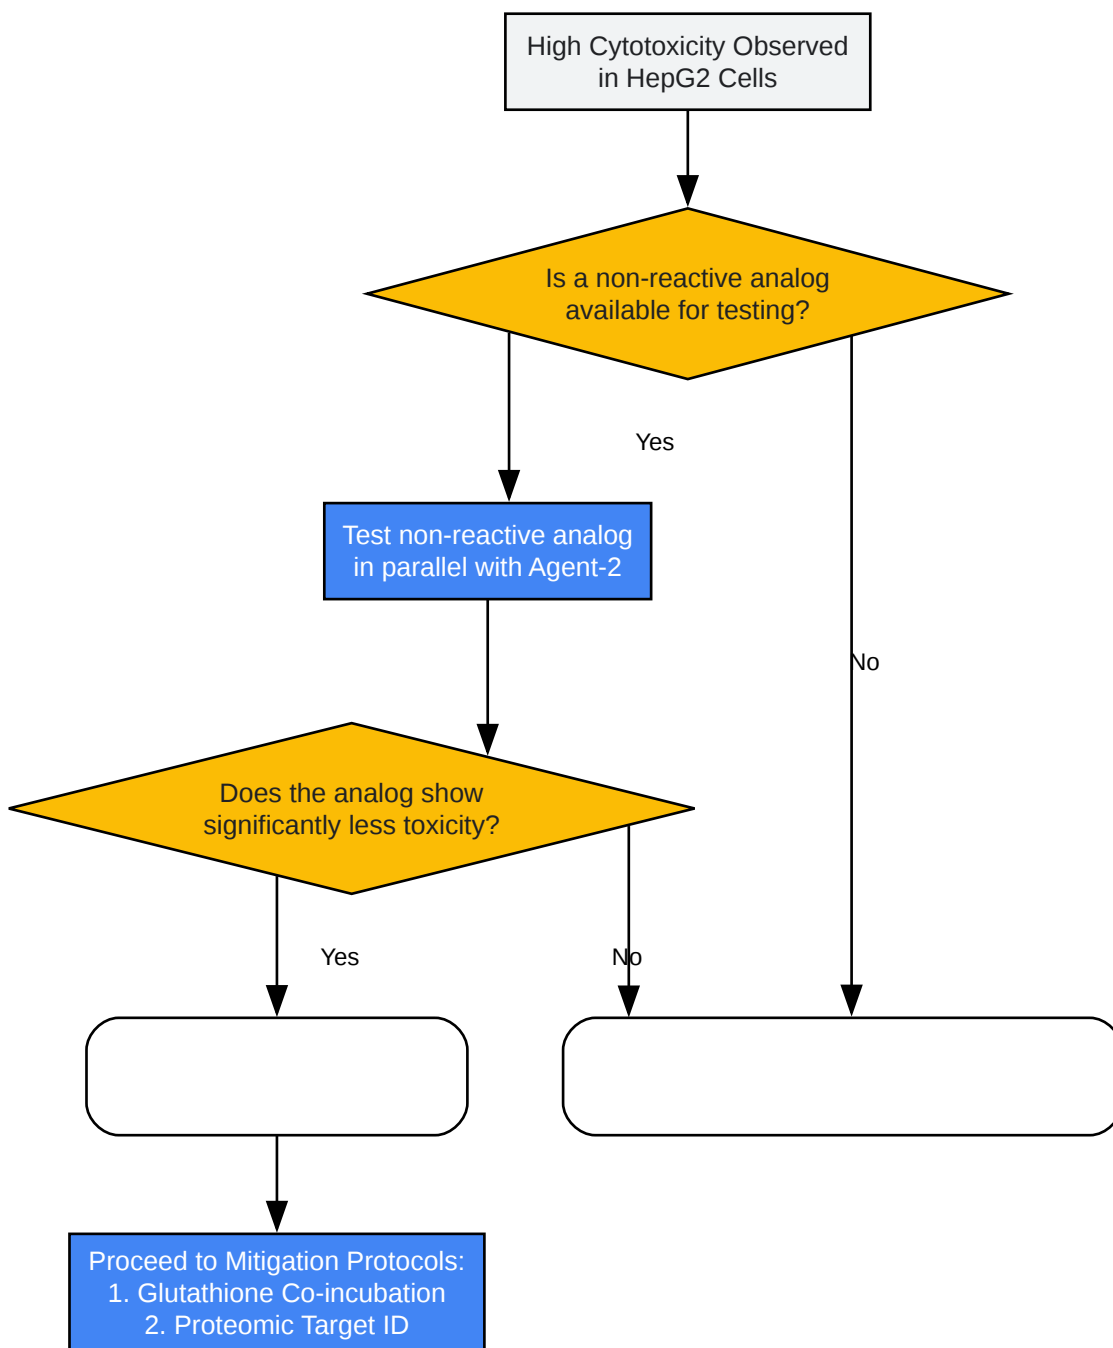 High Cytotoxicity Observed
in HepG2 Cells
Is a non-reactive analog
available for testing?
Yes
Test non-reactive analog
in parallel with Agent-2
No
Does the analog show
significantly less toxicity?
Yes
No
Proceed to Mitigation Protocols:
1. Glutathione Co-incubation
2. Proteomic Target ID